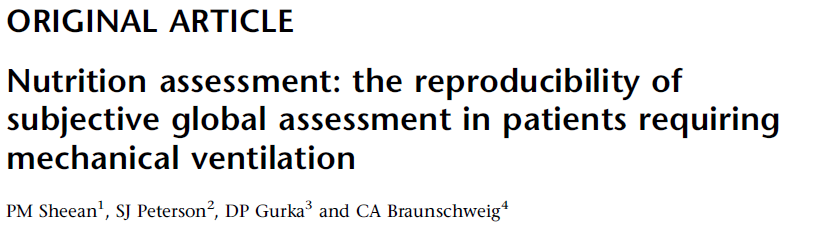 ORIGINAL ARTICLE
Nutrition assessment: the reproducibility of
subjective global assessment in patients requiring
mechanical ventilation
PM Sheean¹, SJ Peterson², DP Gurka³ and CA Braunschweig⁴